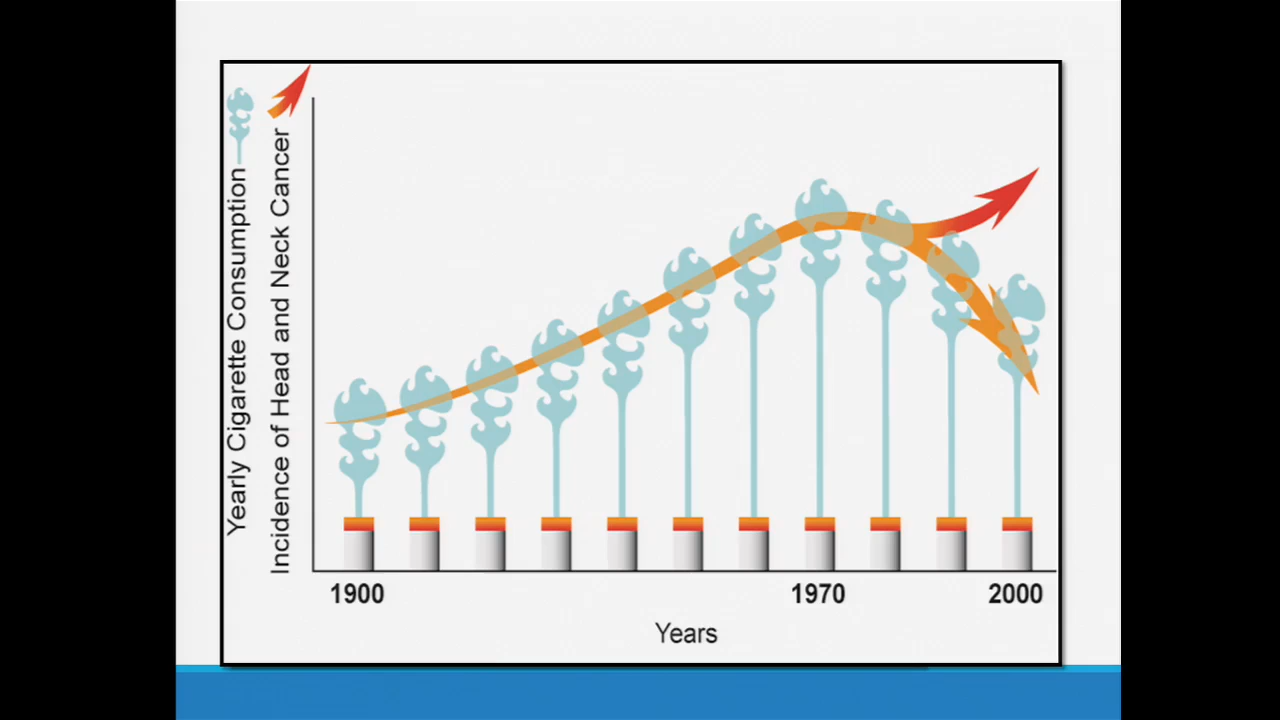 Yearly Cigarette Consumption
Incidence of Head and Neck Cancer
1900
1970
2000
Years